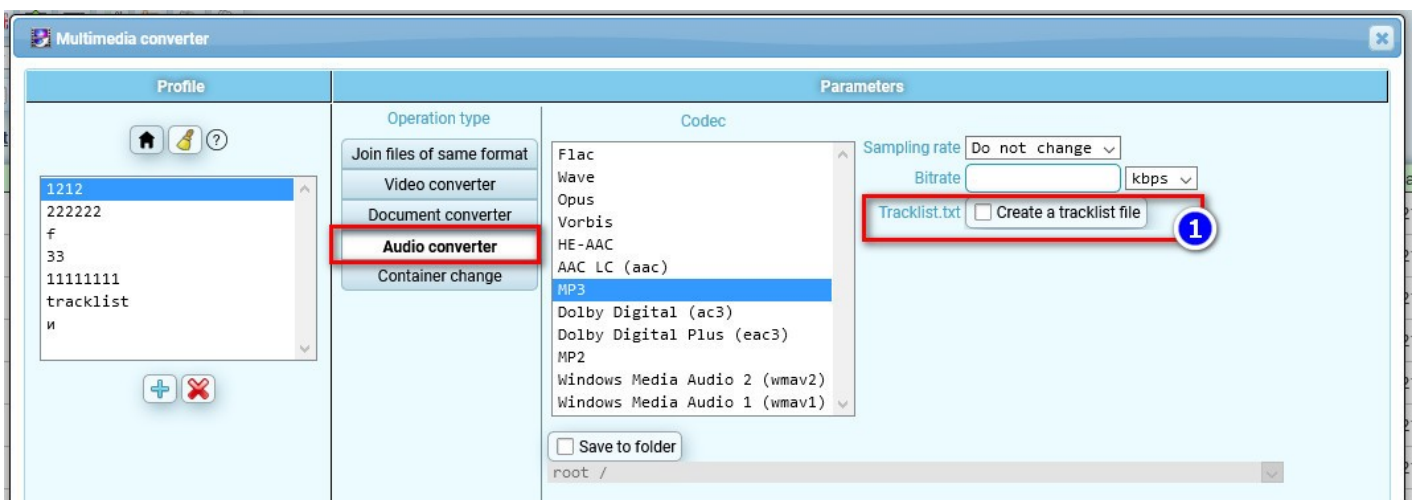 Multimedia converter
Profile
Parameters
Operation type
Codec
Join files of same format
Video converter
Document converter
Audio converter
Container change
1212
222222
f
33
11111111
tracklist
и
Flac
Wave
Opus
Vorbis
HE-AAC
AAC LC (aac)
MP3
Dolby Digital (ac3)
Dolby Digital Plus (eac3)
MP2
Windows Media Audio 2 (wmav2)
Windows Media Audio 1 (wmav1)
Sampling rate Do not change
Bitrate kbps
Tracklist.txt Create a tracklist file
1
Save to folder
root /